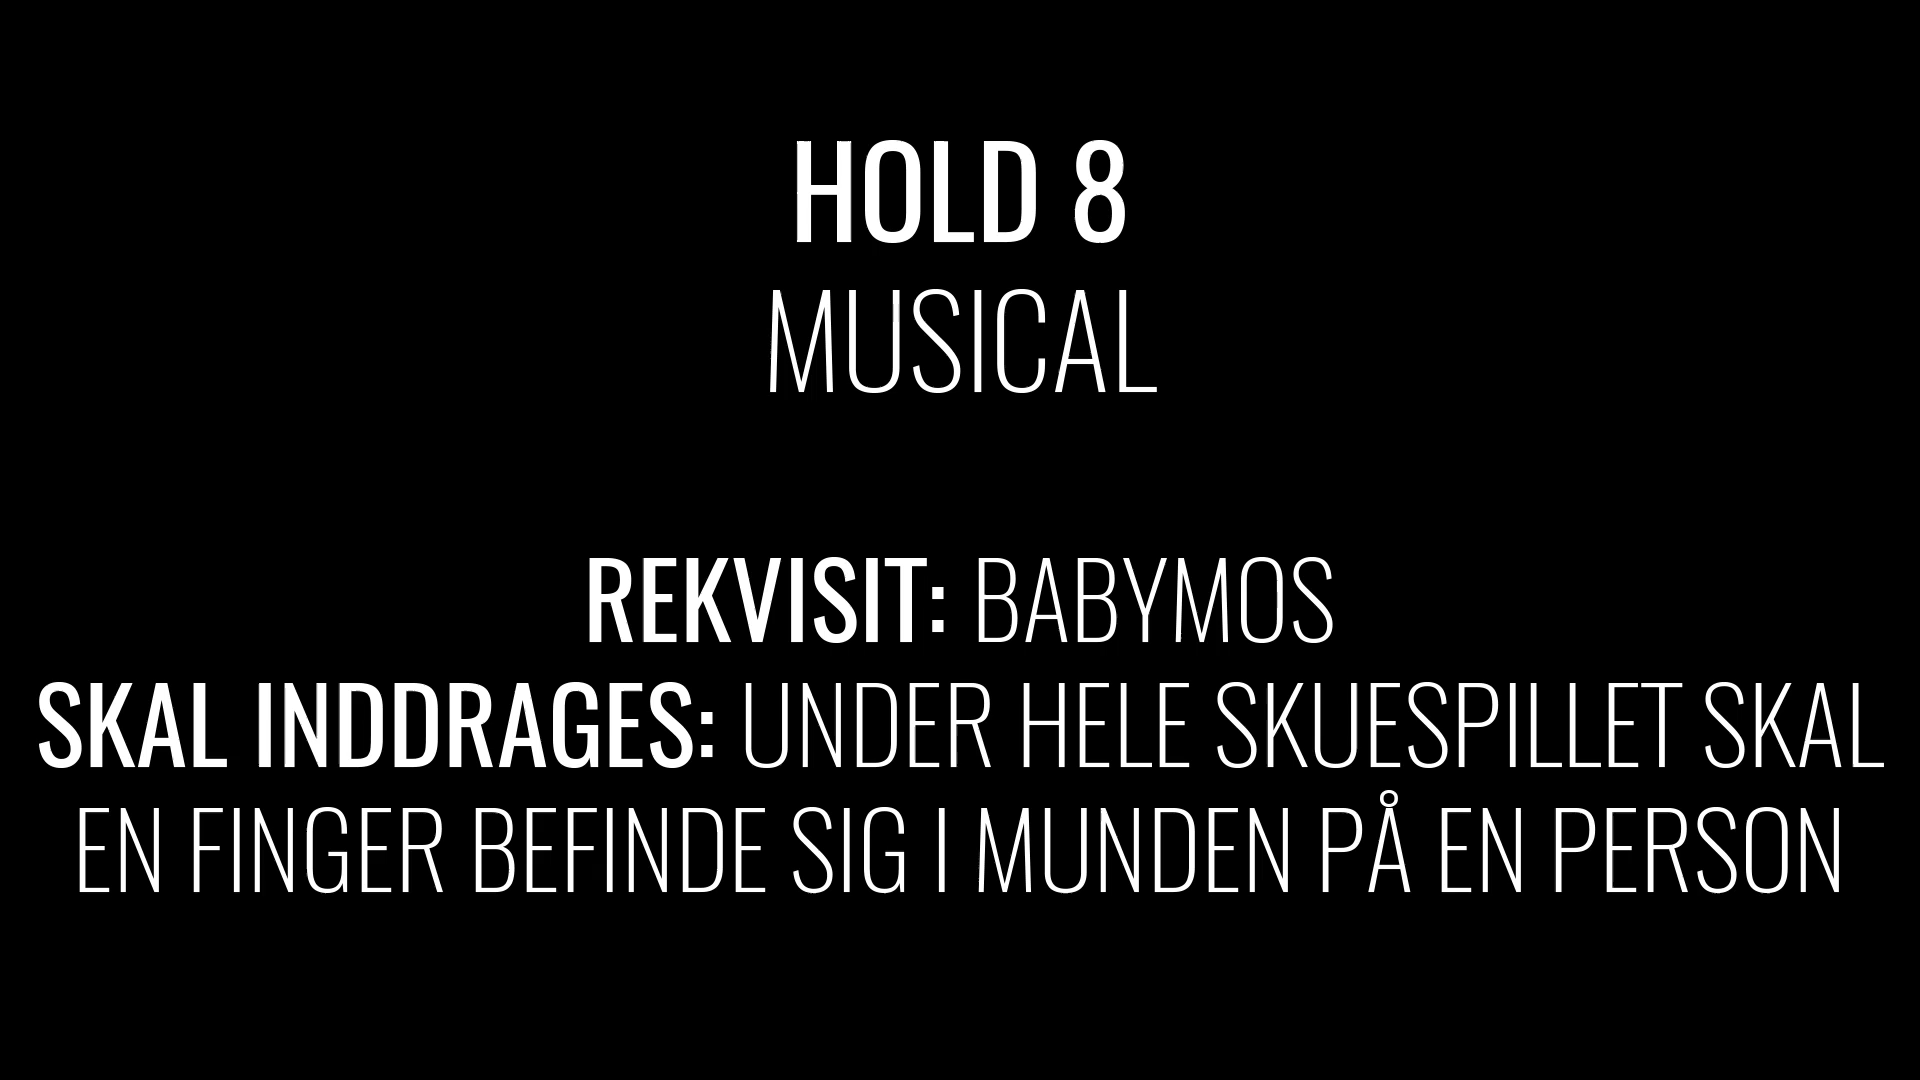 HOLD 8
MUSICAL
REKVISIT: BABYMOS
SKAL INDDRAGES: UNDER HELE SKUESPILLET SKAL
EN FINGER BEFINDE SIG I MUNDEN PÅ EN PERSON